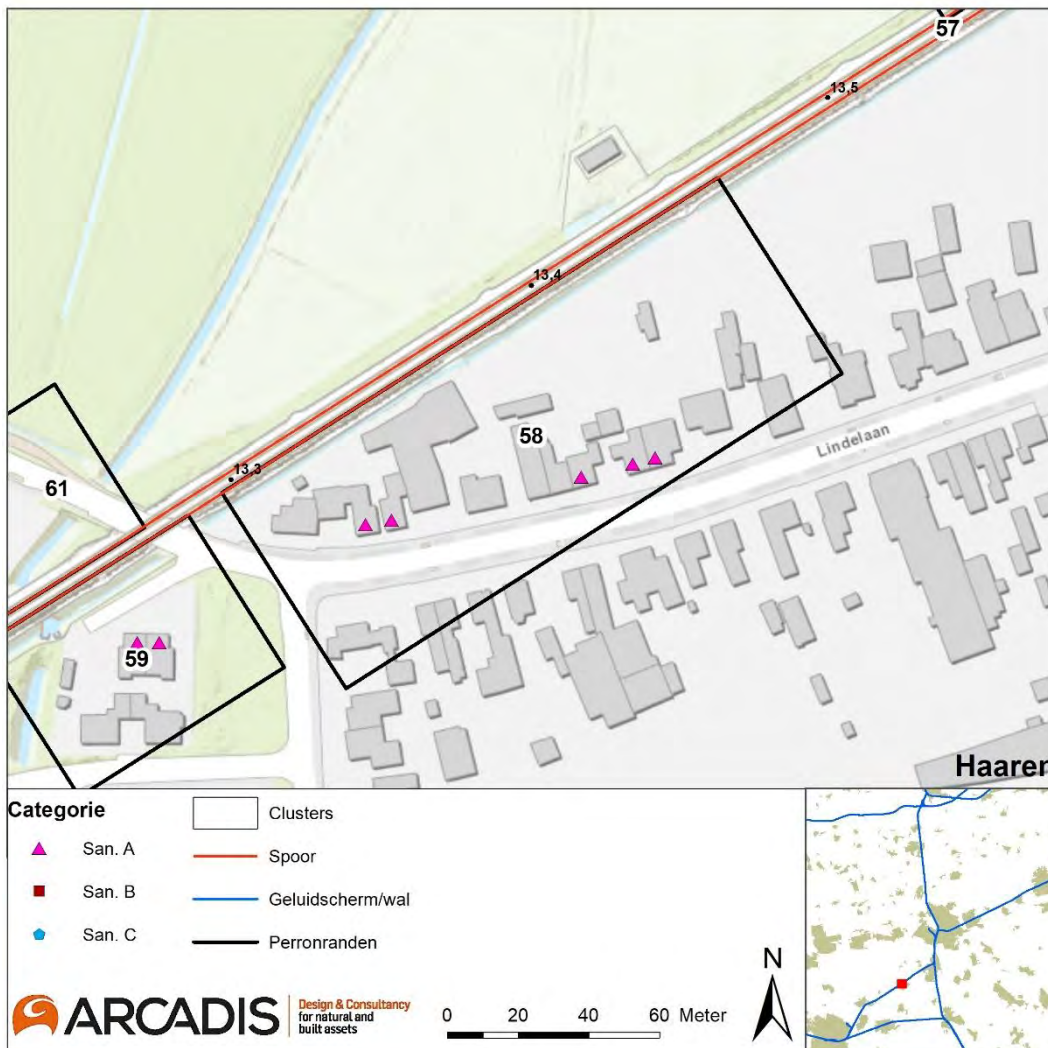 57
13,5
13,4
58
Lindelaan
13,3
61
59
Haaren
Categorie
San. A
San. B
San. C
Clusters
Spoor
Geluidscherm/wal
Perronranden
ARCADIS
Design & Consultancy
for natural and
built assets
0 20 40 60 Meter
N